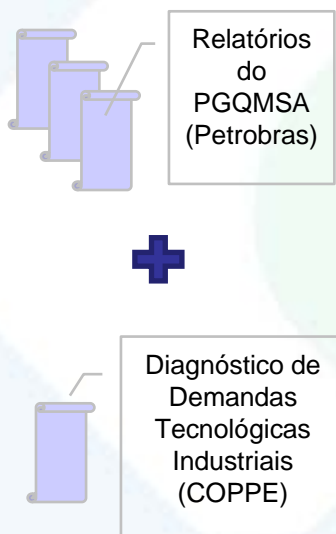 Relatórios
do
PGQMSA
(Petrobras)
Diagnóstico de
Demandas
Tecnológicas
Industriais
(COPPE)